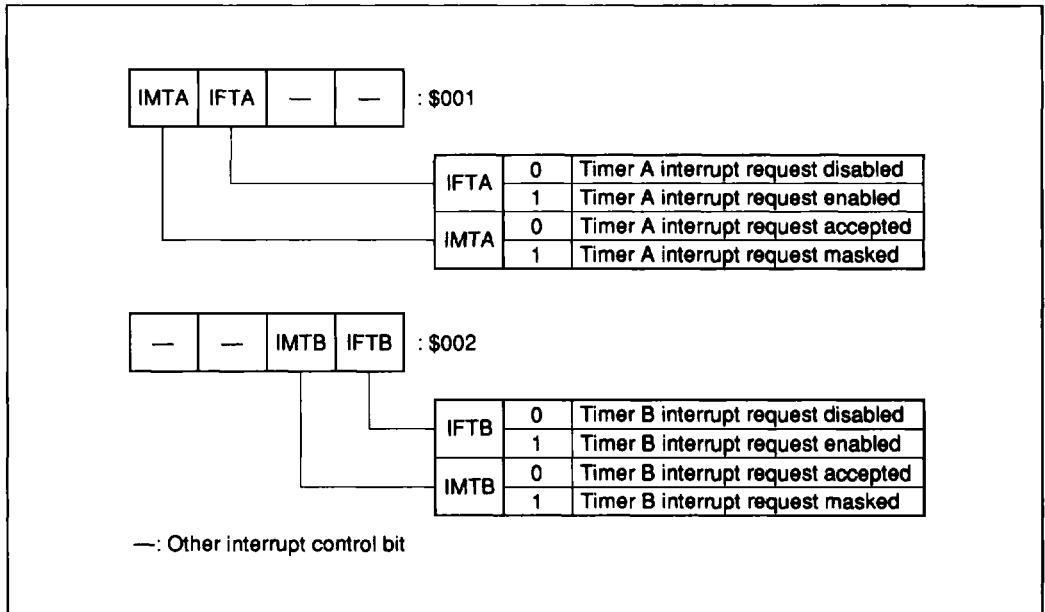 IMTA IFTA — — : $001
IFTA 0 Timer A interrupt request disabled
1 Timer A interrupt request enabled
IMTA 0 Timer A interrupt request accepted
1 Timer A interrupt request masked
— — IMTB IFTB : $002
IFTB 0 Timer B interrupt request disabled
1 Timer B interrupt request enabled
IMTB 0 Timer B interrupt request accepted
1 Timer B interrupt request masked
—: Other interrupt control bit